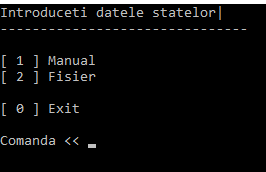 Introduceti datele statelor|
-------------------------------
[ 1 ] Manual
[ 2 ] Fisier
[ 0 ] Exit
Comanda << _